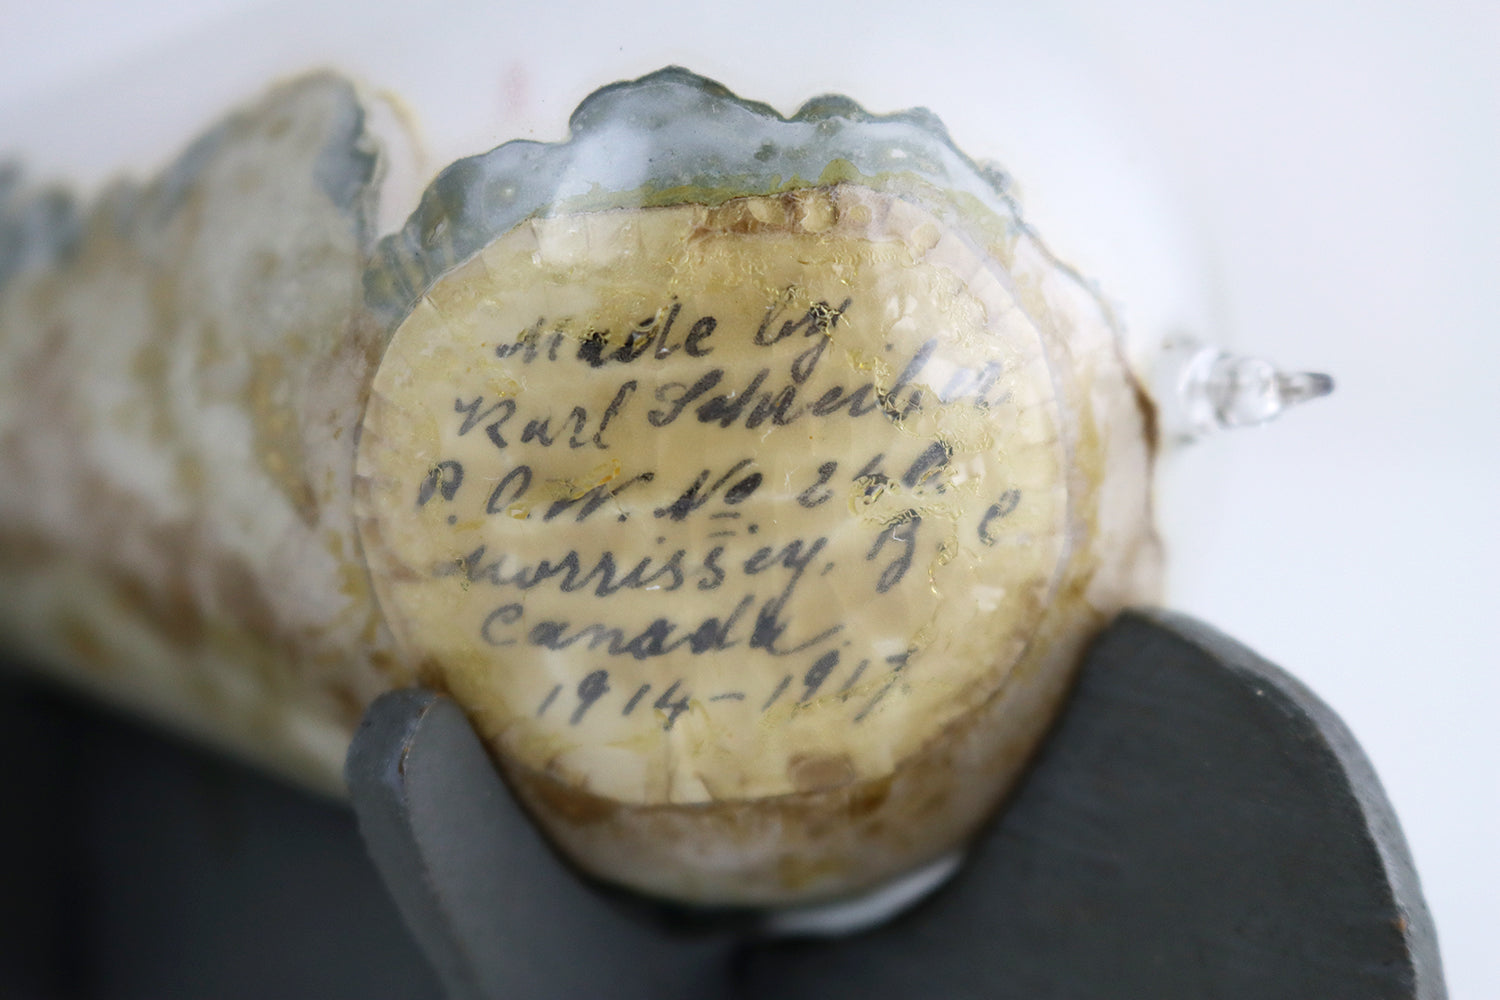 Made by
Karl
P.O.W. No.
Morrissey, B C
Canada.
1914-1917.